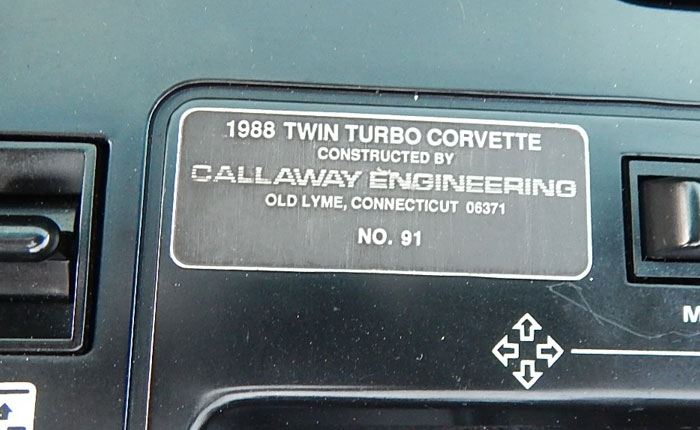 1988 TWIN TURBO CORVETTE
CONSTRUCTED BY
CALLAWAY ENGINEERING
OLD LYME, CONNECTICUT 06371
NO. 91
M